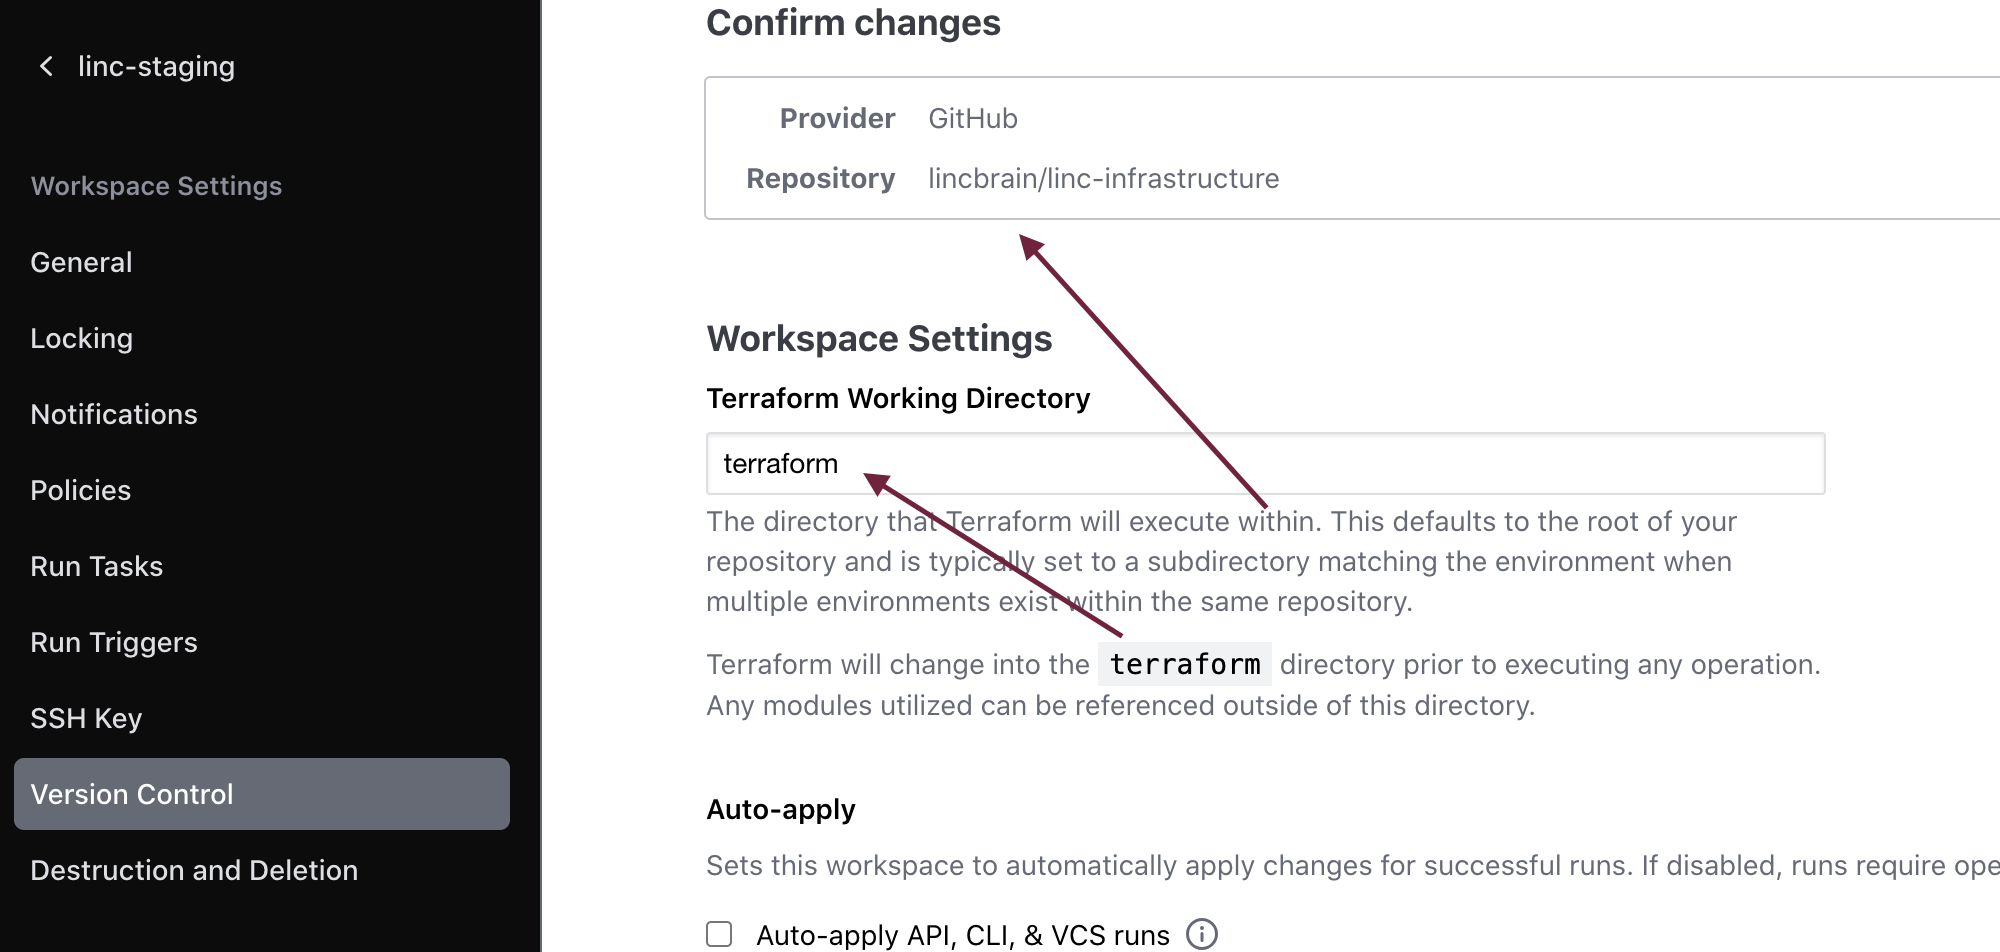 linc-staging
Workspace Settings
General
Locking
Notifications
Policies
Run Tasks
Run Triggers
SSH Key
Version Control
Destruction and Deletion
Confirm changes
Provider GitHub
Repository lincbrain/linc-infrastructure
Workspace Settings
Terraform Working Directory
terraform
The directory that Terraform will execute within. This defaults to the root of your
repository and is typically set to a subdirectory matching the environment when
multiple environments exist within the same repository.
Terraform will change into the terraform directory prior to executing any operation.
Any modules utilized can be referenced outside of this directory.
Auto-apply
Sets this workspace to automatically apply changes for successful runs. If disabled, runs require ope
Auto-apply API, CLI, & VCS runs